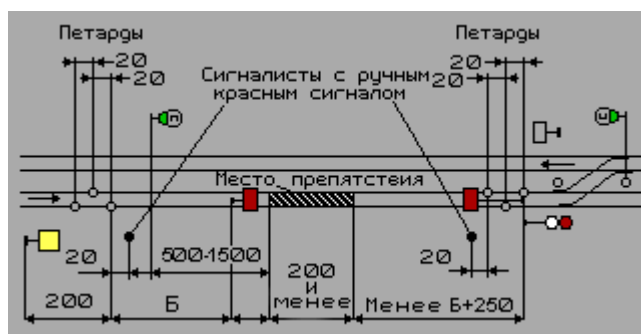 Петарды
Петарды
20
20
20
20
Сигналисты с ручным
красным сигналом
п
с
Место препятствия
20
500-1500
20
200
и
менее
200
Б
Менее Б+250